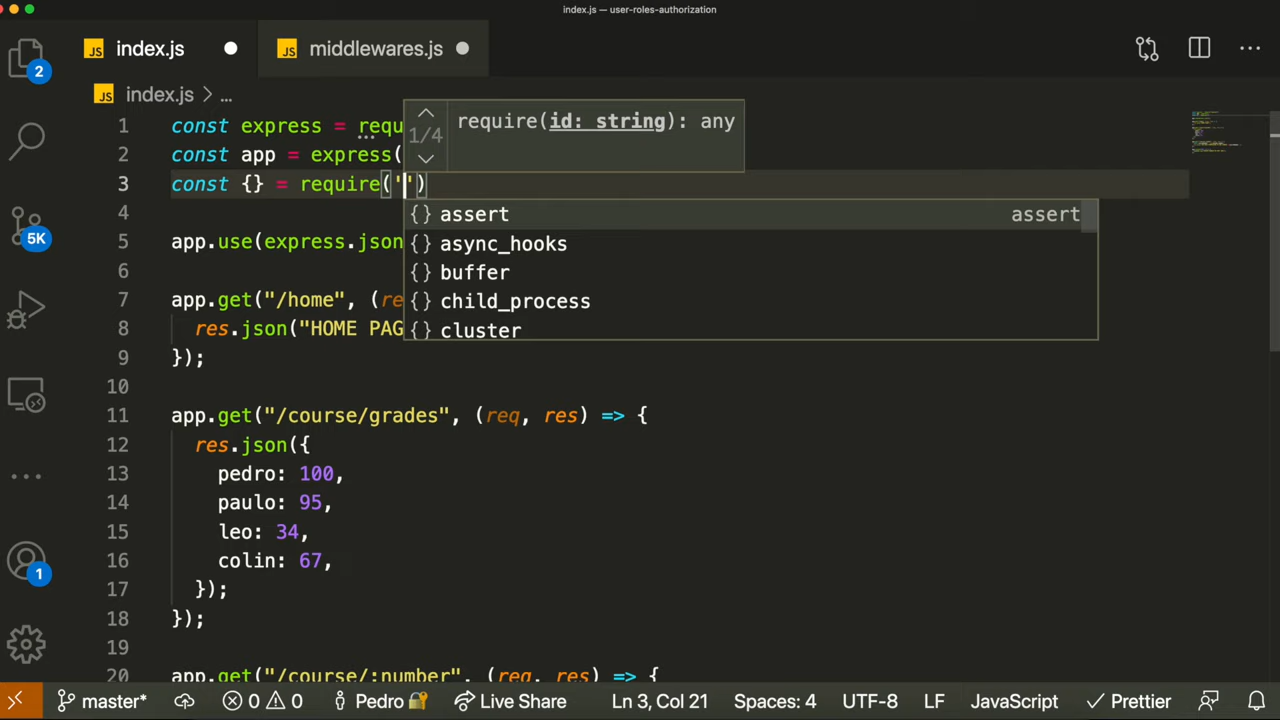 index.js — user-roles-authorization
JS index.js
JS middlewares.js
JS index.js > ...
1 const express = requ
2 const app = express(
3 const {} = require('')
4
5 app.use(express.json
6
7 app.get("/home", (re
8 res.json("HOME PAG
9 });
10
11 app.get("/course/grades", (req, res) => {
12 res.json({
13 pedro: 100,
14 paulo: 95,
15 leo: 34,
16 colin: 67,
17 });
18 });
19
20 app.get("/course/:number", (req, res) => {
1/4 require(id: string): any
{} assert assert
{} async_hooks
{} buffer
{} child_process
{} cluster
2
5K
1
master* 0 0 Pedro Live Share Ln 3, Col 21 Spaces: 4 UTF-8 LF JavaScript Prettier